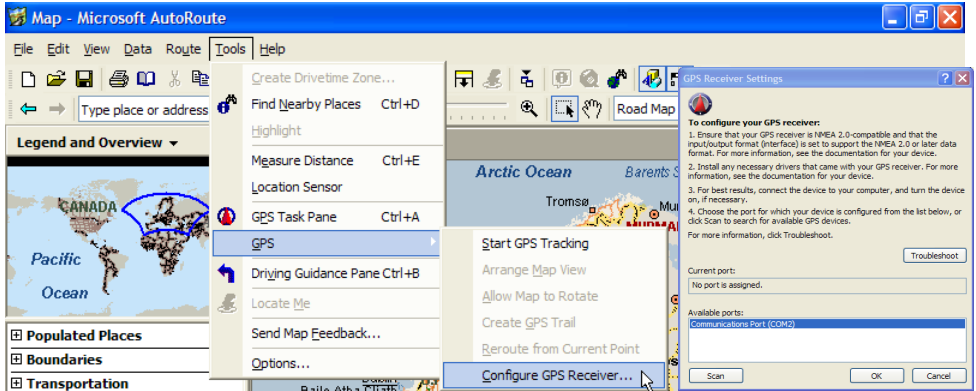 Map - Microsoft AutoRoute
File Edit View Data Route Tools Help
Type place or address
Road Map
Legend and Overview
CANADA
Pacific
Ocean
Populated Places
Boundaries
Transportation
Create Drivetime Zone...
Find Nearby Places Ctrl+D
Highlight
Measure Distance Ctrl+E
Location Sensor
GPS Task Pane Ctrl+A
GPS
Driving Guidance Pane Ctrl+B
Locate Me
Send Map Feedback...
Options...
Start GPS Tracking
Arrange Map View
Allow Map to Rotate
Create GPS Trail
Reroute from Current Point
Configure GPS Receiver...
Arctic Ocean
Barents S
Tromsø
Mur
MURMA
Dublin
Baile Atha Cliath
GPS Receiver Settings
To configure your GPS receiver:
1. Ensure that your GPS receiver is NMEA 2.0-compatible and that the
input/output format (interface) is set to support the NMEA 2.0 or later data
format. For more information, see the documentation for your device.
2. Install any necessary drivers that came with your GPS receiver. For more
information, see the documentation for your device.
3. For best results, connect the device to your computer, and turn the device
on, if necessary.
4. Choose the port for which your device is configured from the list below, or
click Scan to search for available GPS devices.
For more information, click Troubleshoot.
Troubleshoot
Current port:
No port is assigned.
Available ports:
Communications Port (COM2)
Scan OK Cancel